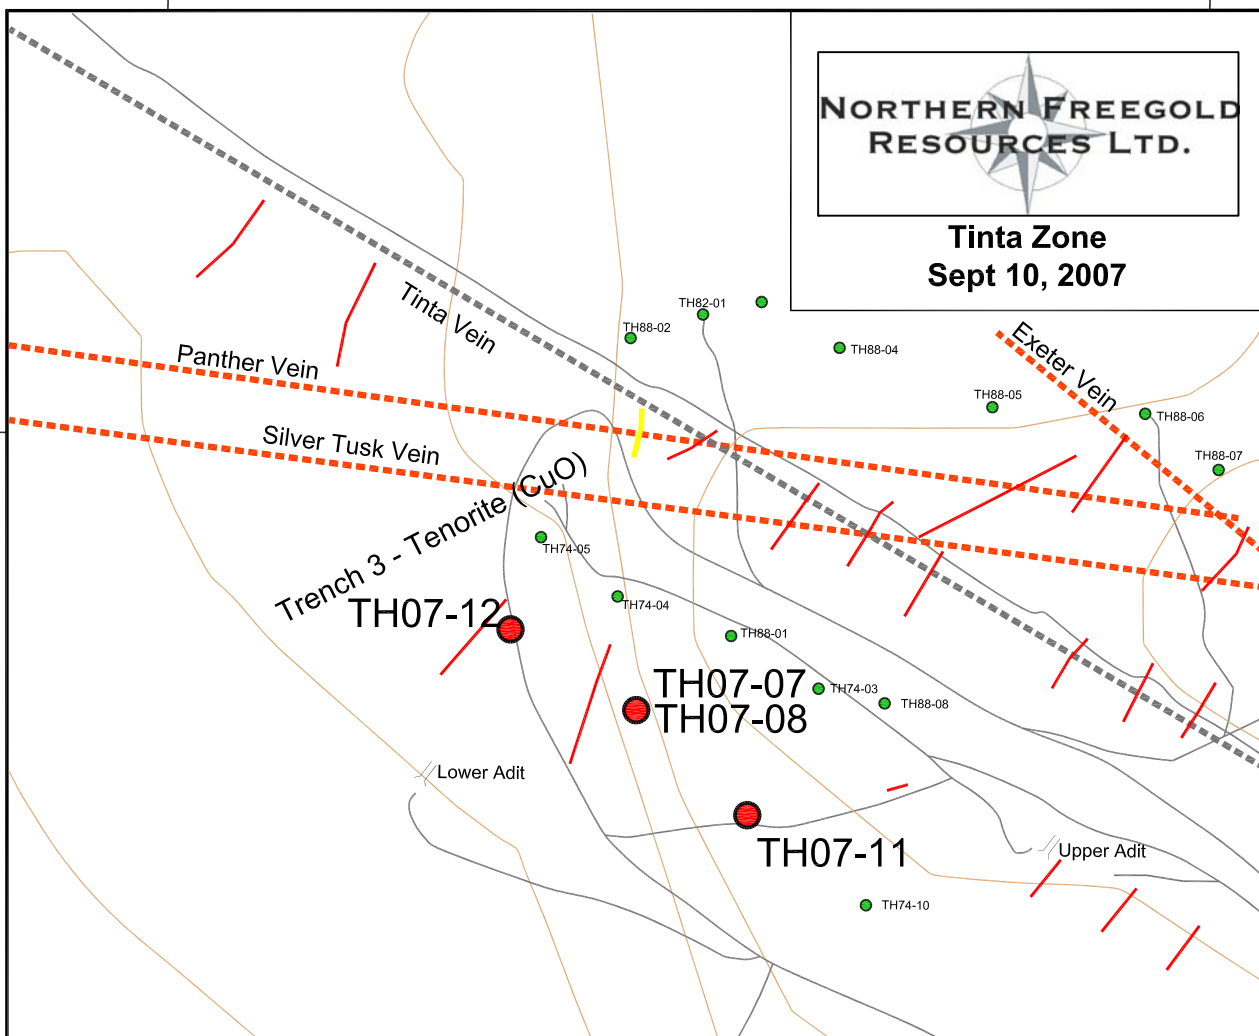 NORTHERN FREEGOLD
RESOURCES LTD.
Tinta Zone
Sept 10, 2007
TH82-01
TH88-02
Tinta Vein
TH88-04
Exeter Vein
Panther Vein
TH88-05
TH88-06
Silver Tusk Vein
TH88-07
Trench 3 - Tenorite (CuO)
TH74-05
TH07-12
TH74-04
TH88-01
TH07-07
TH07-08
TH74-03
TH88-08
Lower Adit
TH07-11
Upper Adit
TH74-10